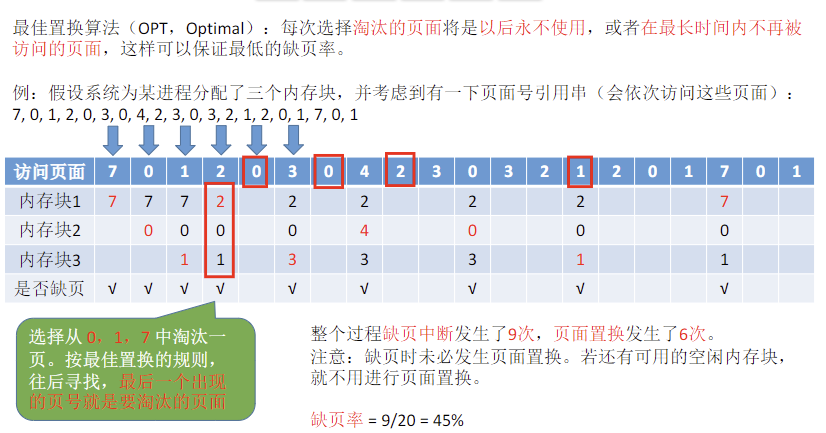 最佳置换算法（OPT，Optimal）：每次选择淘汰的页面将是以后永不使用，或者在最长时间内不再被
访问的页面，这样可以保证最低的缺页率。
例：假设系统为某进程分配了三个内存块，并考虑到有一下页面号引用串（会依次访问这些页面）：
7, 0, 1, 2, 0, 3, 0, 4, 2, 3, 0, 3, 2, 1, 2, 0, 1, 7, 0, 1
访问页面 7 0 1 2 0 3 0 4 2 3 0 3 2 1 2 0 1 7 0 1
内存块1 7 7 7 2 2 2 2 2 7
内存块2 0 0 0 0 4 0 0 0
内存块3 1 1 3 3 3 1 1
是否缺页 √ √ √ √ √ √ √ √ √
选择从 0，1，7 中淘汰一
页。按最佳置换的规则，
往后寻找，最后一个出现
的页号就是要淘汰的页面
整个过程缺页中断发生了9次，页面置换发生了6次。
注意：缺页时未必发生页面置换。若还有可用的空闲内存块，
就不用进行页面置换。
缺页率 = 9/20 = 45%